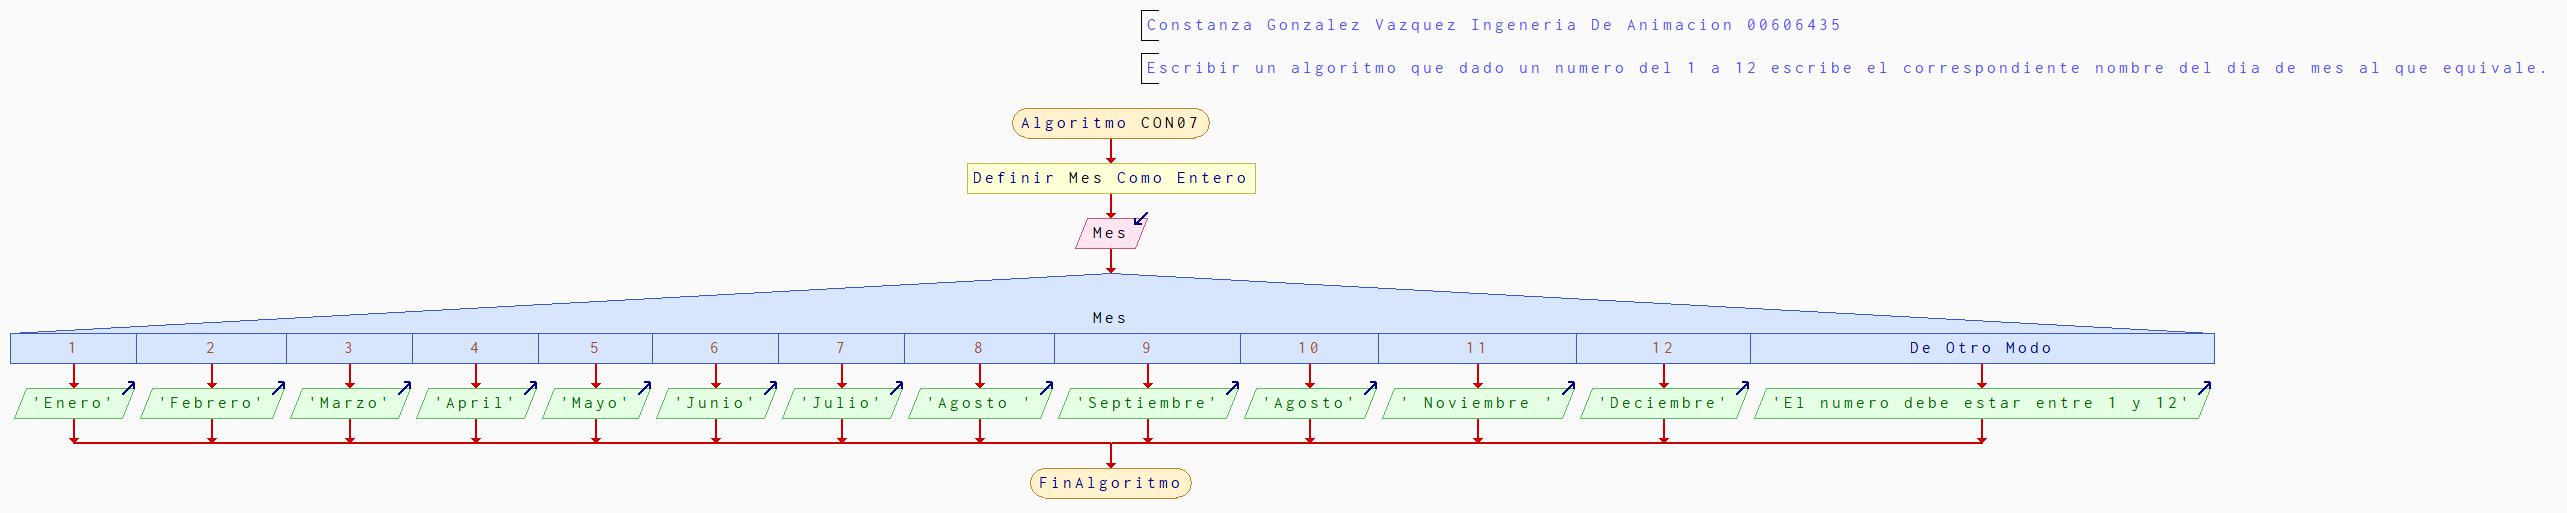 Constanza Gonzalez Vazquez Ingeneria De Animacion 00606435
Escribir un algoritmo que dado un numero del 1 a 12 escribe el correspondiente nombre del dia de mes al que equivale.
Algoritmo CON07
Definir Mes Como Entero
Mes
Mes
1 2 3 4 5 6 7 8 9 10 11 12 De Otro Modo
'Enero' 'Febrero' 'Marzo' 'April' 'Mayo' 'Junio' 'Julio' 'Agosto ' 'Septiembre' 'Agosto' ' Noviembre ' 'Deciembre' 'El numero debe estar entre 1 y 12'
FinAlgoritmo